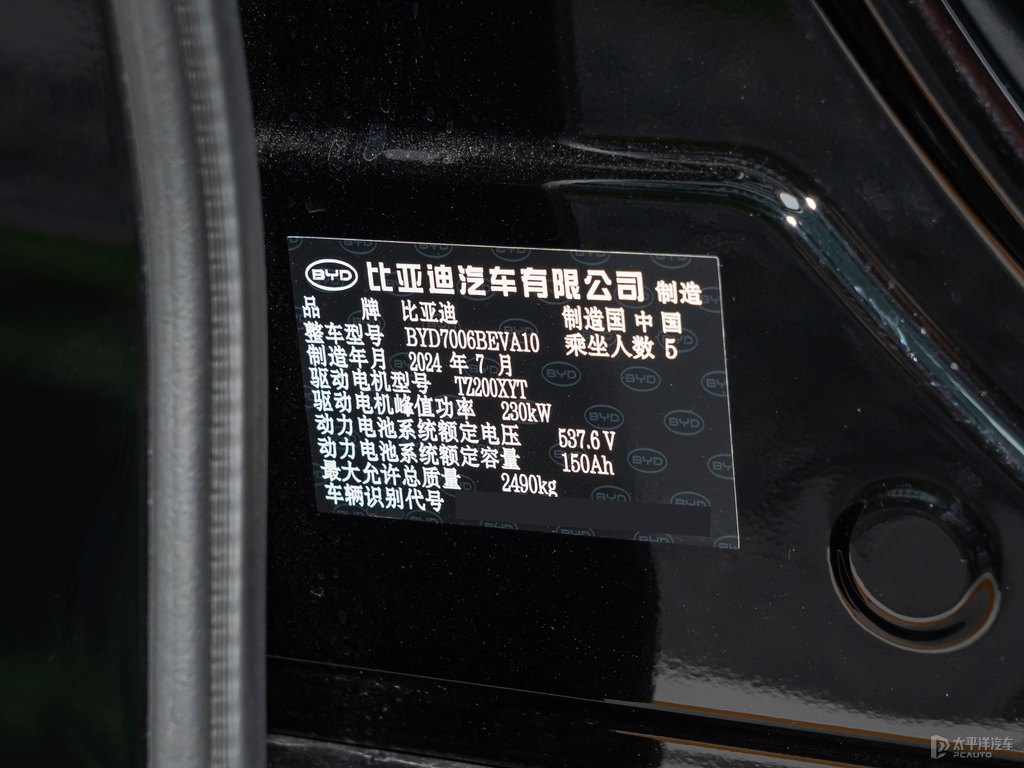 BYD 比亚迪汽车有限公司 制造
品 牌 比亚迪 制造国 中国
整车型号 BYD7006BEVA10 乘坐人数 5
制造年月 2024 年 7 月
驱动电机型号 TZ200XYT
驱动电机峰值功率 230kW
动力电池系统额定电压 537.6 V
动力电池系统额定容量 150Ah
最大允许总质量 2490kg
车辆识别代号
太平洋汽车
PCAUTO